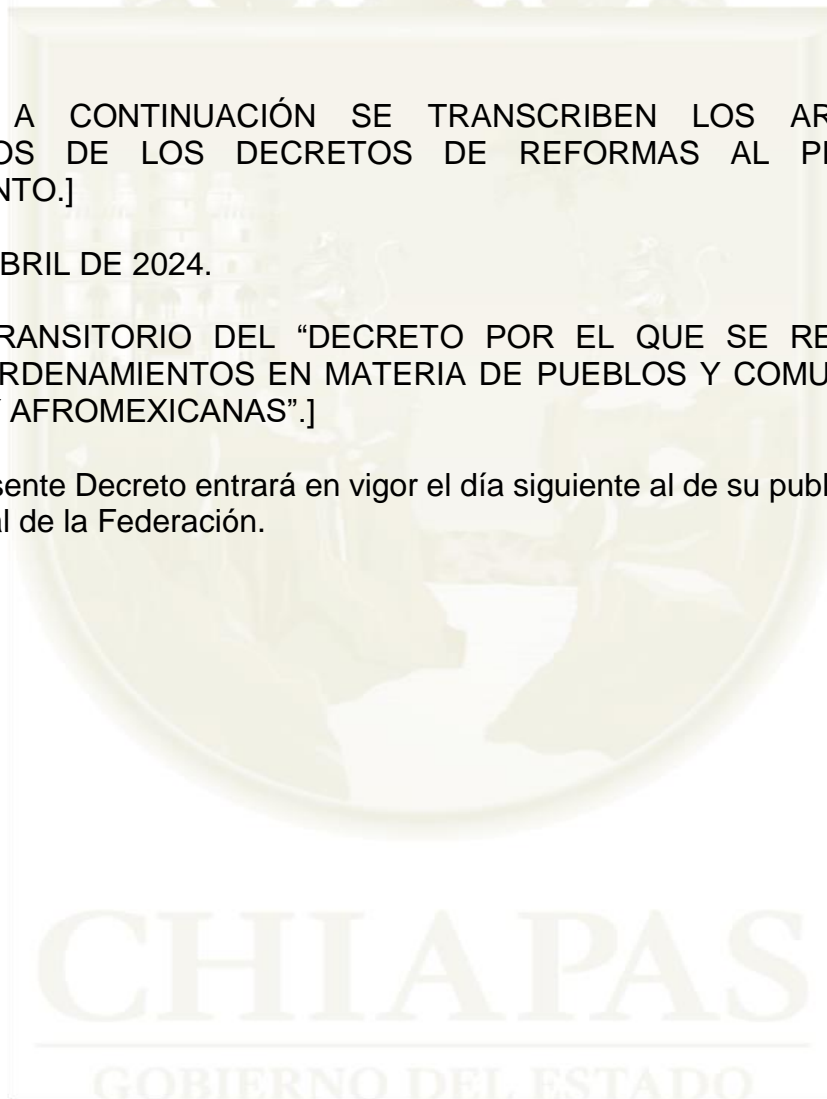 A CONTINUACIÓN SE TRANSCRIBEN LOS AR
OS DE LOS DECRETOS DE REFORMAS AL P
NTO.]
BRIL DE 2024.
RANSITORIO DEL “DECRETO POR EL QUE SE RE
RDENAMIENTOS EN MATERIA DE PUEBLOS Y COMU
Y AFROMEXICANAS”.]
sente Decreto entrará en vigor el día siguiente al de su publ
al de la Federación.
CHIAPAS
GOBIERNO DEL ESTADO